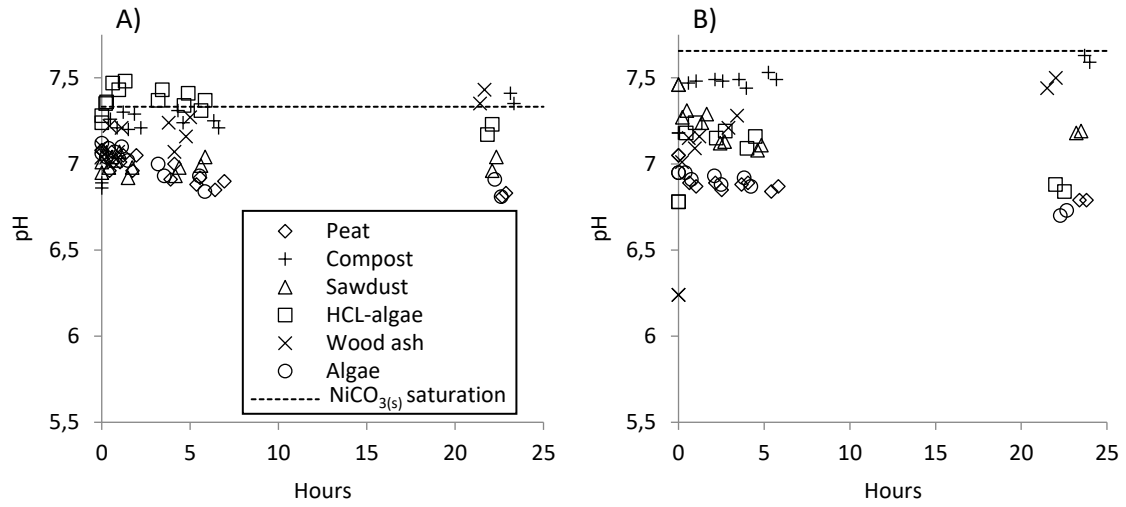 A)
7,5
7
6,5
6
5,5
pH
0
5
10
15
20
25
Hours
Peat
Compost
Sawdust
HCL-algae
Wood ash
Algae
NiCO3(s) saturation
B)
7,5
7
6,5
6
5,5
pH
0
5
10
15
20
25
Hours